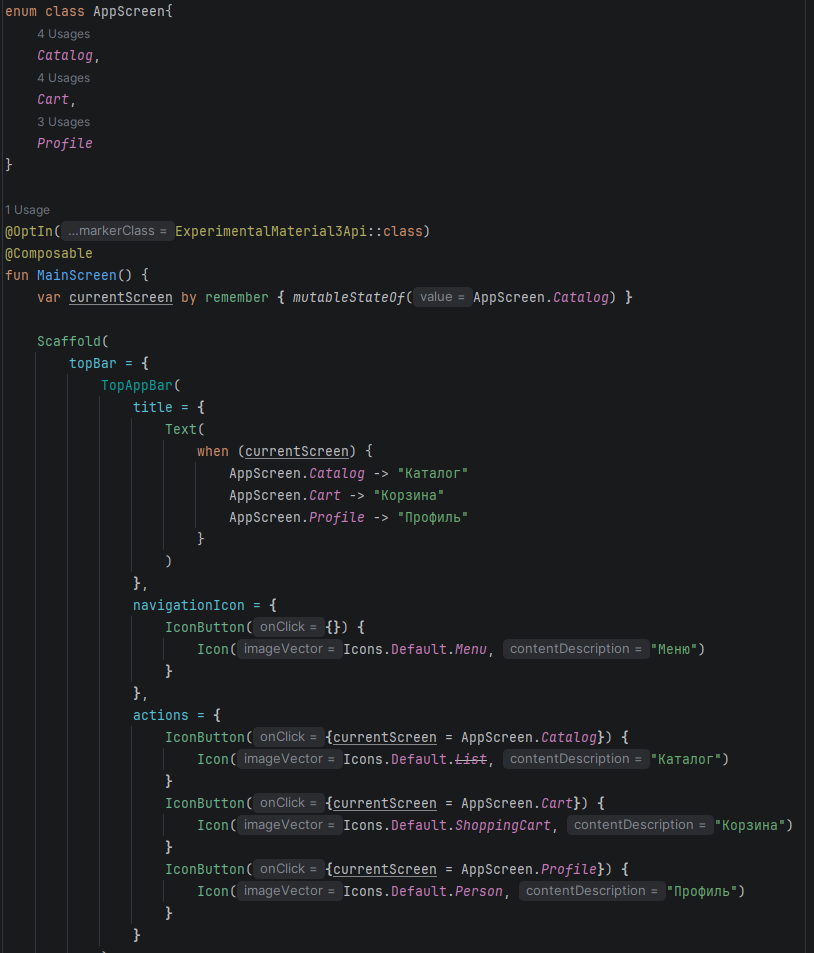 enum class AppScreen{
4 Usages
Catalog,
4 Usages
Cart,
3 Usages
Profile
}
1 Usage
@OptIn( ...markerClass = ExperimentalMaterial3Api::class)
@Composable
fun MainScreen() {
var currentScreen by remember { mutableStateOf( value = AppScreen.Catalog) }
Scaffold(
topBar = {
TopAppBar(
title = {
Text(
when (currentScreen) {
AppScreen.Catalog -> "Каталог"
AppScreen.Cart -> "Корзина"
AppScreen.Profile -> "Профиль"
}
)
},
navigationIcon = {
IconButton( onClick = {}) {
Icon( imageVector = Icons.Default.Menu, contentDescription = "Меню")
}
},
actions = {
IconButton( onClick = {currentScreen = AppScreen.Catalog}) {
Icon( imageVector = Icons.Default.List, contentDescription = "Каталог")
}
IconButton( onClick = {currentScreen = AppScreen.Cart}) {
Icon( imageVector = Icons.Default.ShoppingCart, contentDescription = "Корзина")
}
IconButton( onClick = {currentScreen = AppScreen.Profile}) {
Icon( imageVector = Icons.Default.Person, contentDescription = "Профиль")
}
}